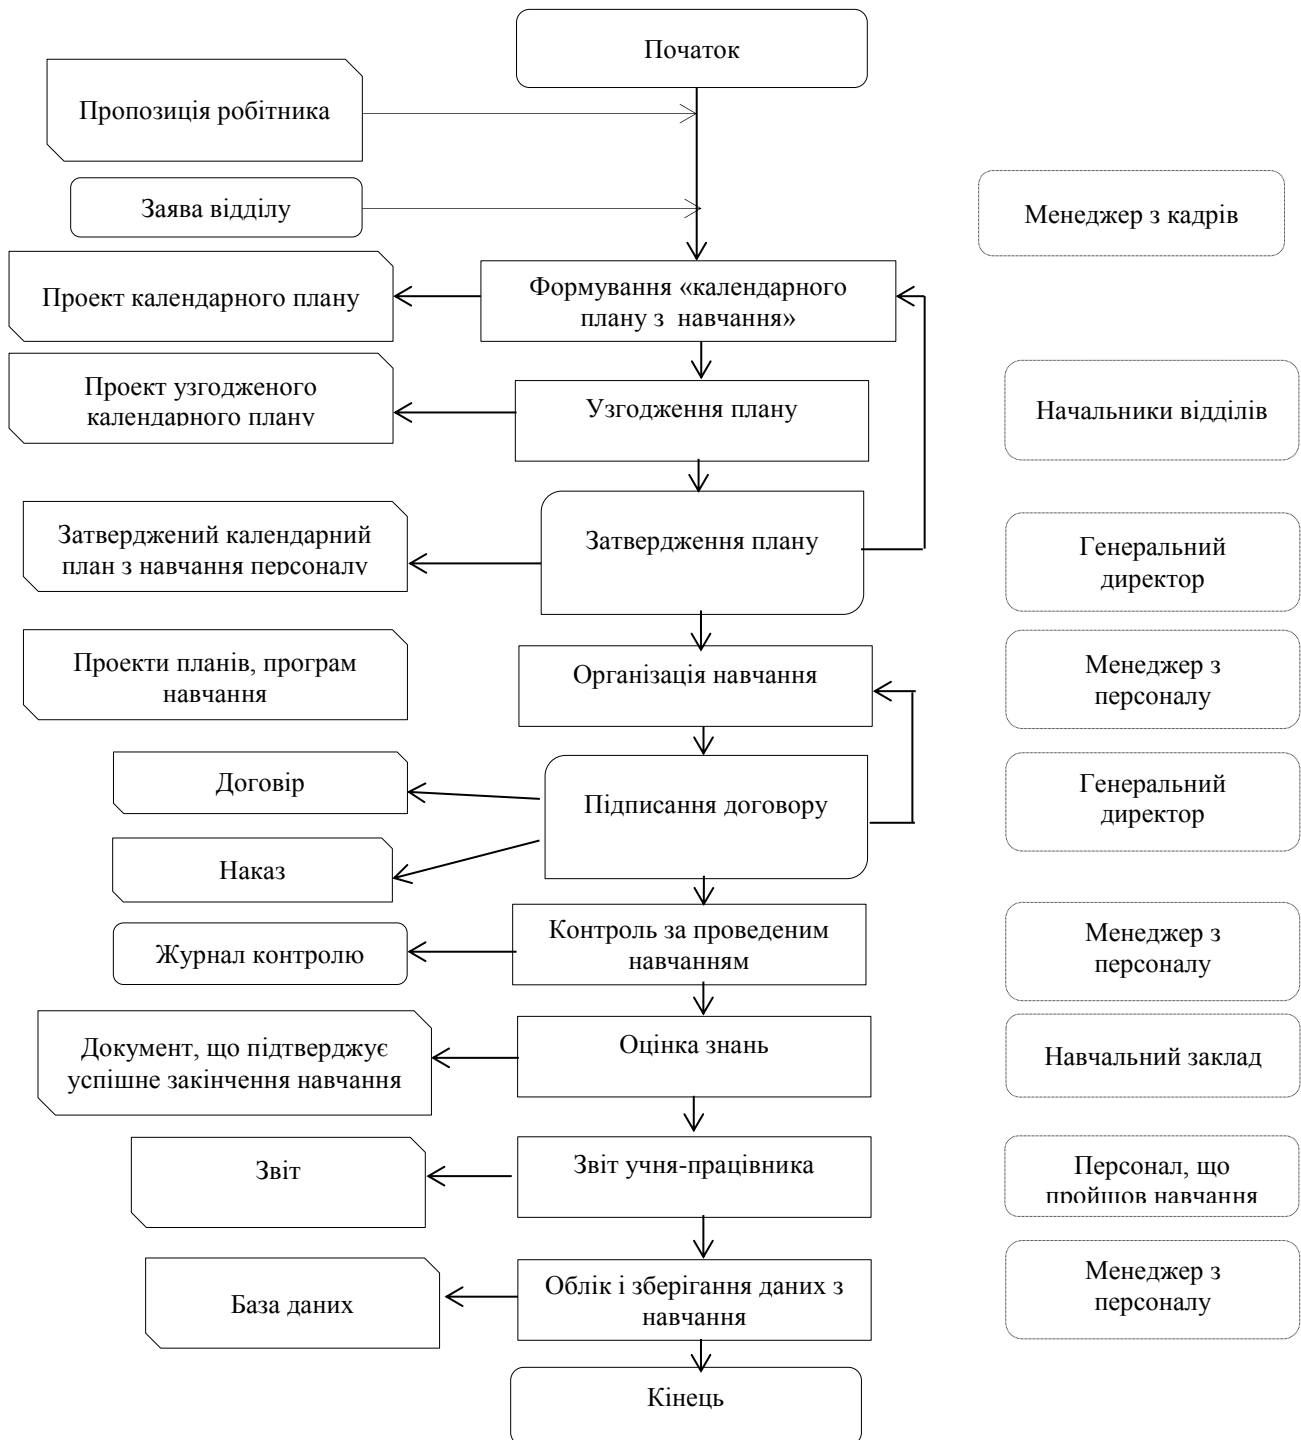 Початок
Пропозиція робітника
Заява відділу
Менеджер з кадрів
Проект календарного плану
Формування «календарного
плану з навчання»
Проект узгодженого
календарного плану
Узгодження плану
Начальники відділів
Затверджений календарний
план з навчання персоналу
Затвердження плану
Генеральний
директор
Проекти планів, програм
навчання
Організація навчання
Менеджер з
персоналу
Договір
Підписання договору
Генеральний
директор
Наказ
Журнал контролю
Контроль за проведеним
навчанням
Менеджер з
персоналу
Документ, що підтверджує
успішне закінчення навчання
Оцінка знань
Навчальний заклад
Звіт
Звіт учня-працівника
Персонал, що
пройшов навчання
База даних
Облік і зберігання даних з
навчання
Менеджер з
персоналу
Кінець